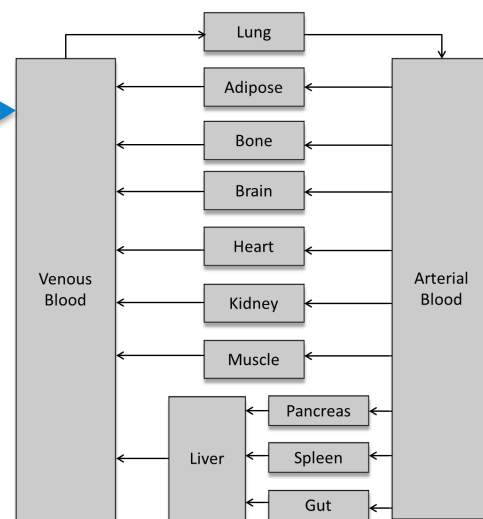 Lung
Adipose
Bone
Brain
Heart
Venous
Blood
Arterial
Blood
Kidney
Muscle
Pancreas
Liver
Spleen
Gut